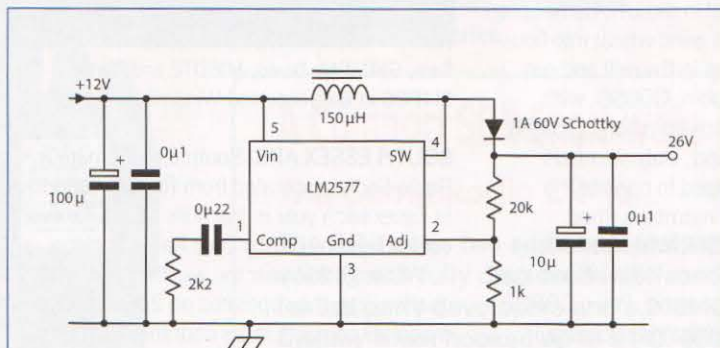 +12V
150µH
1A 60V Schottky
26V
5
4
Vin
SW
LM2577
0µ1
100µ
+
0µ22
1
2
Comp
Gnd
Adj
3
2k2
20k
1k
+
10µ
0µ1